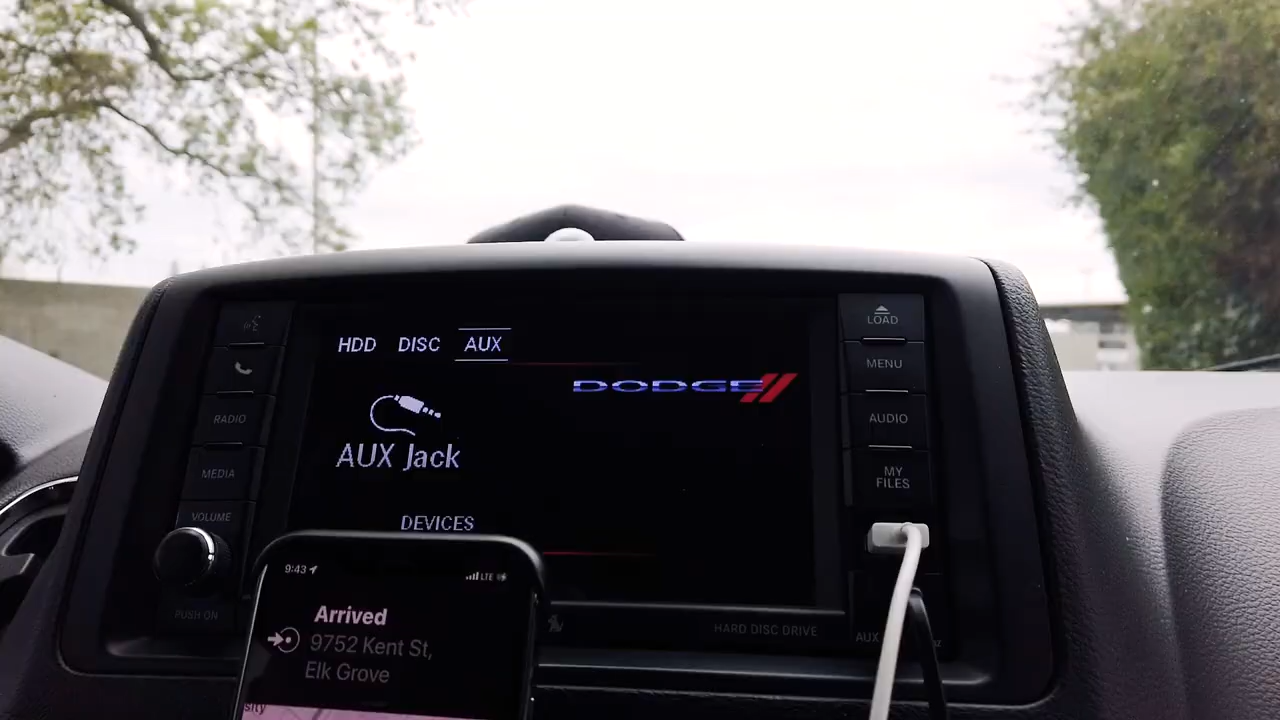 HDD DISC AUX
DODGE
AUX Jack
DEVICES
RADIO
MEDIA
VOLUME
PUSH ON
LOAD
MENU
AUDIO
MY
FILES
HARD DISC DRIVE
AUX
9:43
LTE
Arrived
9752 Kent St,
Elk Grove
sity